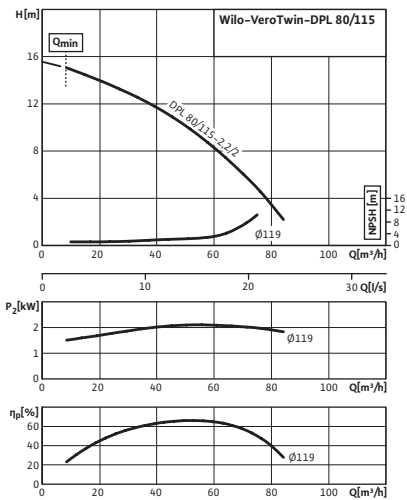 H[m]
Wilo-VeroTwin-DPL 80/115
Qmin
16
12
DPL 80/115-2,2/2
8
4
NPSH [m]
16
12
8
4
0
Ø119
0
0 20 40 60 80 100 Q[m³/h]
0 10 20 30 Q[l/s]
P₂[kW]
2
Ø119
1
0
0 20 40 60 80 100 Q[m³/h]
ηp[%]
60
40
Ø119
20
0
0 20 40 60 80 100 Q[m³/h]